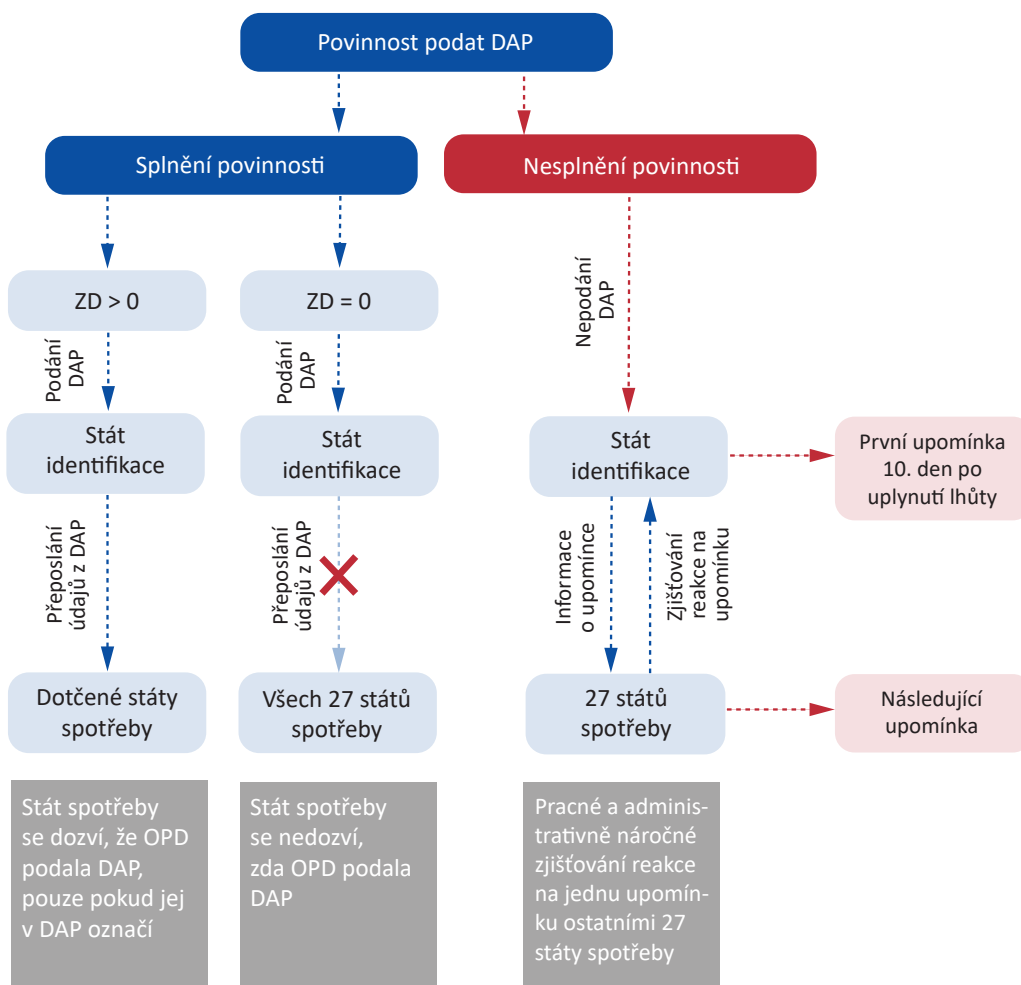 Povinnost podat DAP
Splnění povinnosti
Nesplnění povinnosti
ZD > 0
ZD = 0
Nepodání
DAP
Podání
DAP
Podání
DAP
Stát
identifikace
Stát
identifikace
Stát
identifikace
První upomínka
10. den po
uplynutí lhůty
Přeposlání
údajů z DAP
Přeposlání
údajů z DAP
Informace
o upomínce
Zjišťování
reakce na
upomínku
Dotčené státy
spotřeby
Všech 27 států
spotřeby
27 států
spotřeby
Následující
upomínka
Stát spotřeby
se dozví, že OPD
podala DAP,
pouze pokud jej
v DAP označí
Stát spotřeby
se nedozví,
zda OPD podala
DAP
Pracné a adminis-
trativně náročné
zjišťování reakce
na jednu upomín-
ku ostatními 27
státy spotřeby